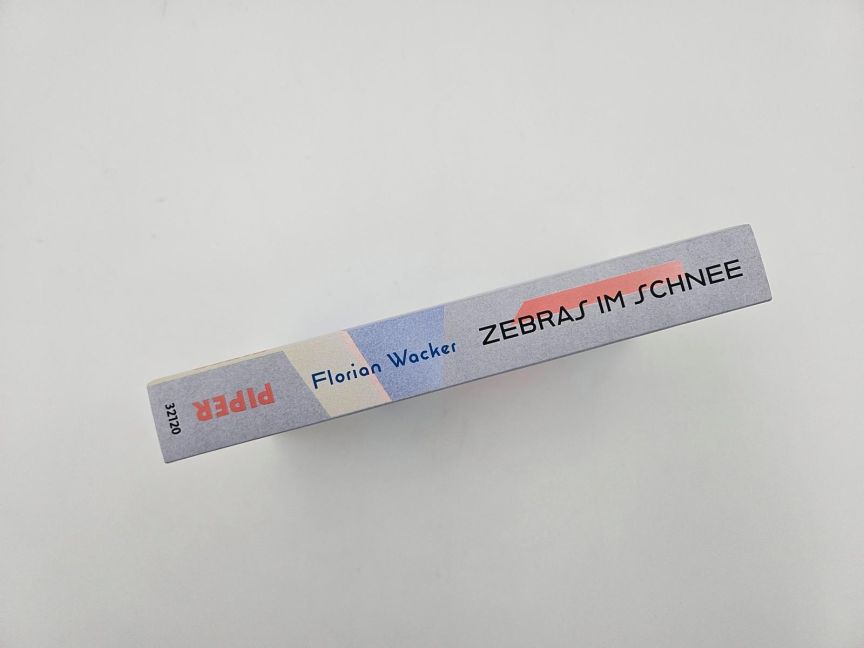 32120
PIPER
Florian Wacker
ZEBRAS IM SCHNEE